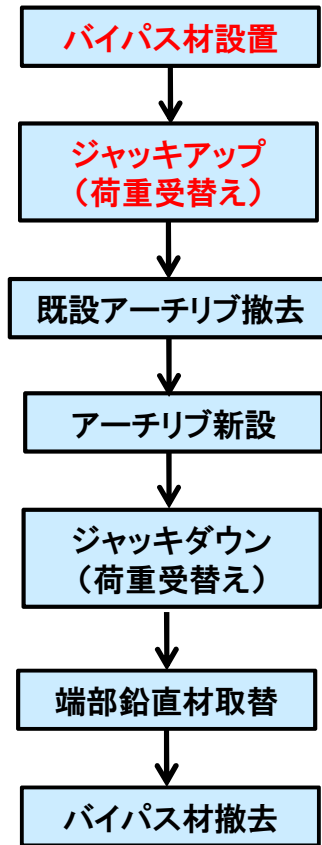 バイパス材設置
ジャッキアップ
（荷重受替え）
既設アーチリブ撤去
アーチリブ新設
ジャッキダウン
（荷重受替え）
端部鉛直材取替
バイパス材撤去